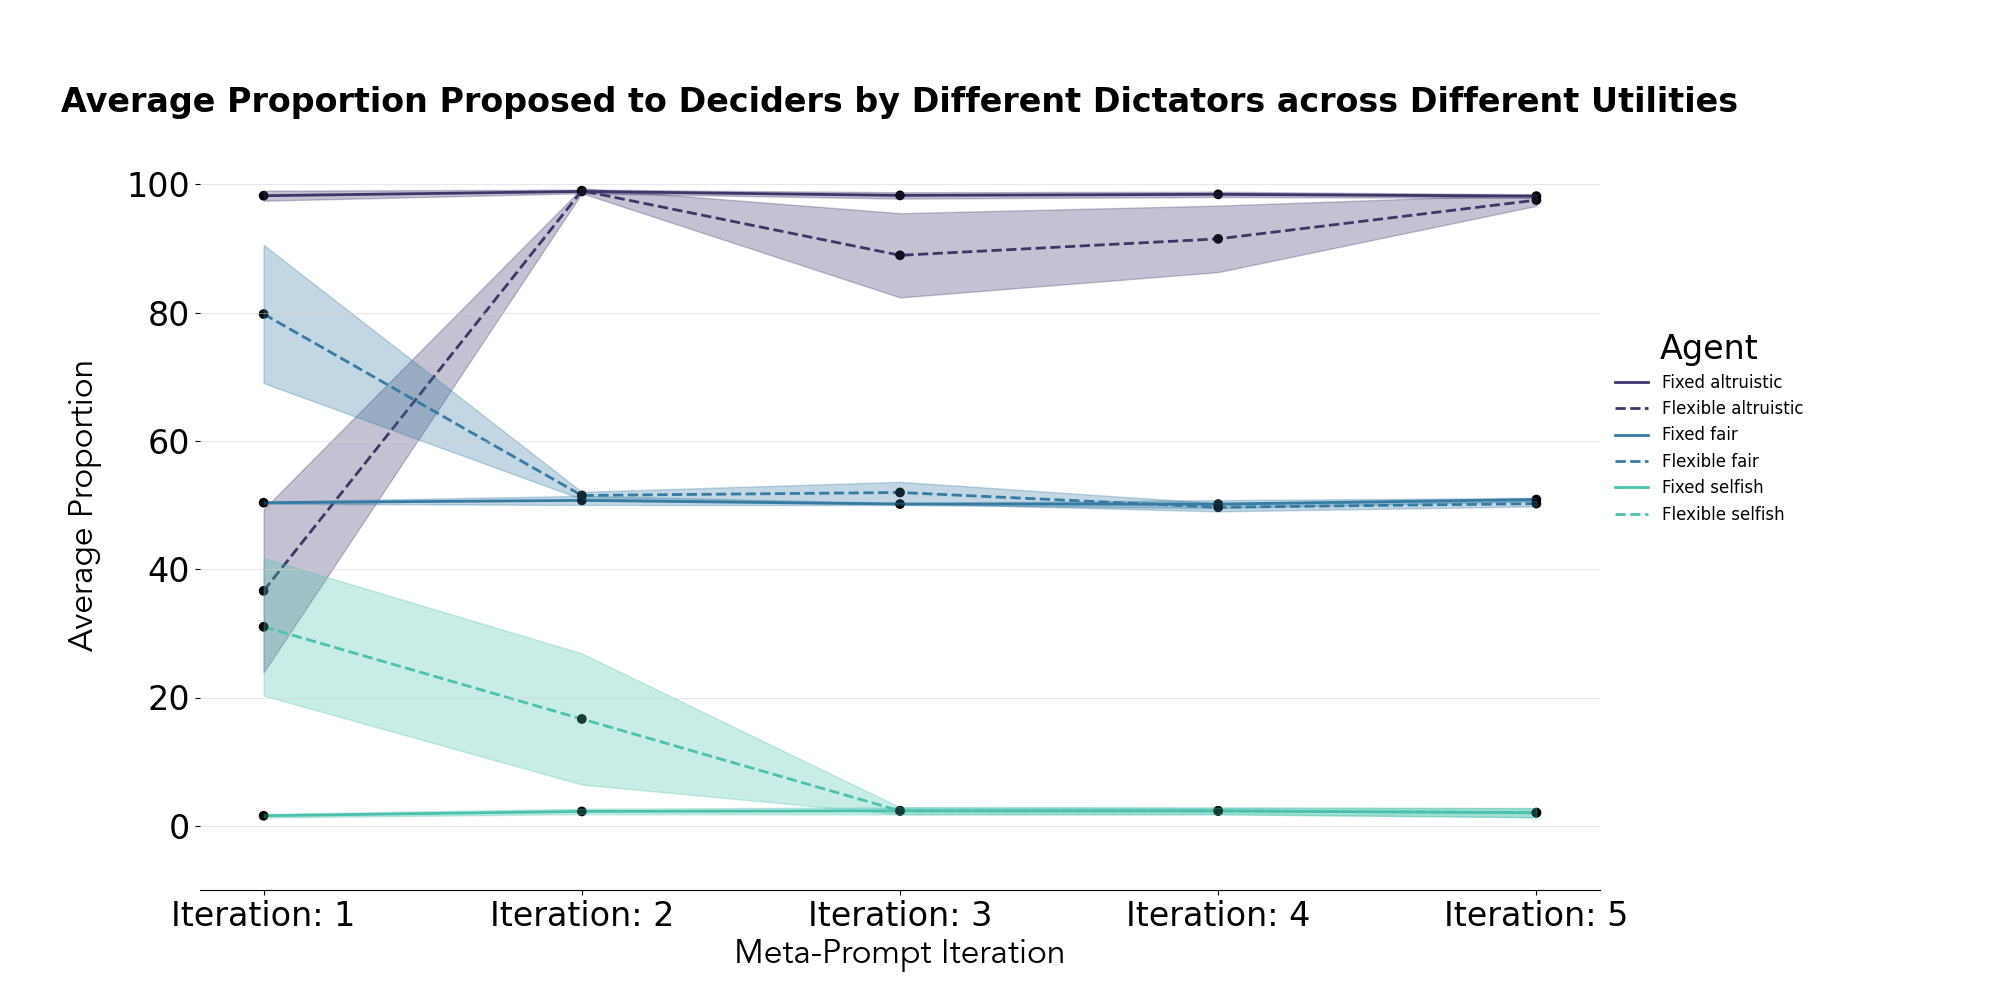 Average Proportion Proposed to Deciders by Different Dictators across Different Utilities
100
80
60
40
20
0
Average Proportion
Iteration: 1
Iteration: 2
Iteration: 3
Iteration: 4
Iteration: 5
Meta-Prompt Iteration
Agent
Fixed altruistic
Flexible altruistic
Fixed fair
Flexible fair
Fixed selfish
Flexible selfish